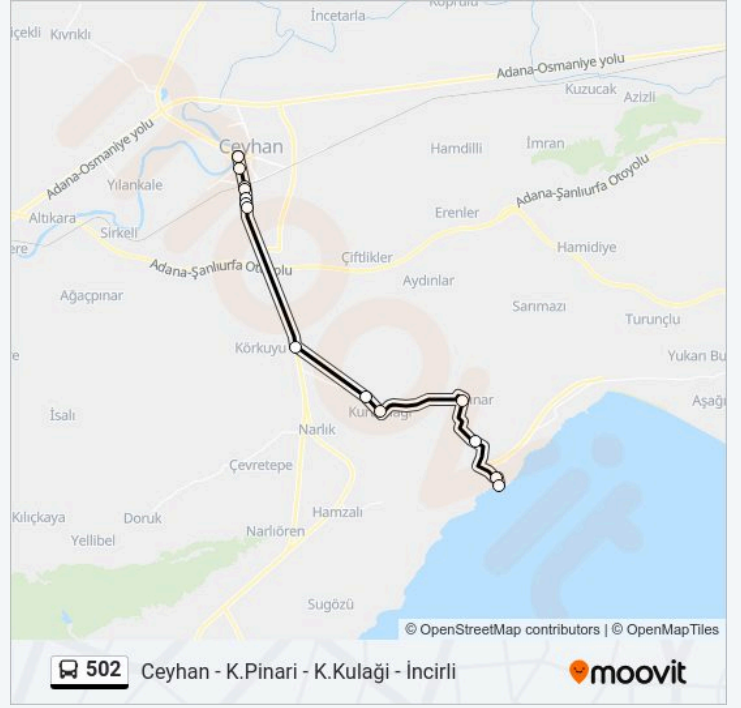 Köprülü
İncetarla
Kıvrıklı
Adana-Osmaniye yolu
Kuzucak
Azizli
Ceyhan
Hamdilli
İmran
Adana-Osmaniye yolu
Yılankale
Adana-Şanlıurfa Otoyolu
Altıkara
Erenler
Sirkeli
Hamidiye
Çiftlikler
Adana-Şanlıurfa Otoyolu
Aydınlar
Ağaçpınar
Sarımazı
Turunçlu
Körkuyu
Yukarı Bu
Aşağı
İsalı
Narlık
Çevretepe
Hamzalı
Kılıçkaya
Doruk
Narlıören
Yellibel
Sugözü
© OpenStreetMap contributors | © OpenMapTiles
502 Ceyhan - K.Pinari - K.Kulaği - İncirli
moovit